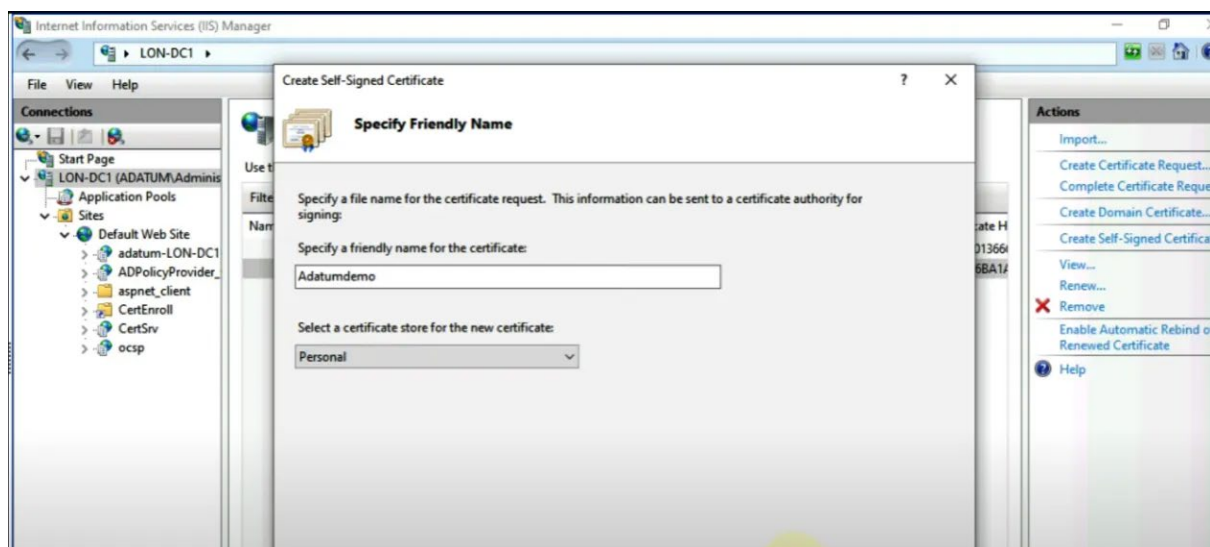 Internet Information Services (IIS) Manager
LON-DC1
File View Help
Connections
Start Page
LON-DC1 (ADATUM\Adminis
Application Pools
Sites
Default Web Site
adatum-LON-DC1
ADPolicyProvider_
aspnet_client
CertEnroll
CertSrv
ocsp
Use t
Filte
Nam
Create Self-Signed Certificate
?
Specify Friendly Name
Specify a file name for the certificate request. This information can be sent to a certificate authority for
signing:
Specify a friendly name for the certificate:
Adatumdemo
Select a certificate store for the new certificate:
Personal
cate H
01366
6BA1A
Actions
Import...
Create Certificate Request...
Complete Certificate Reque
Create Domain Certificate...
Create Self-Signed Certifica
View...
Renew...
Remove
Enable Automatic Rebind o
Renewed Certificate
Help